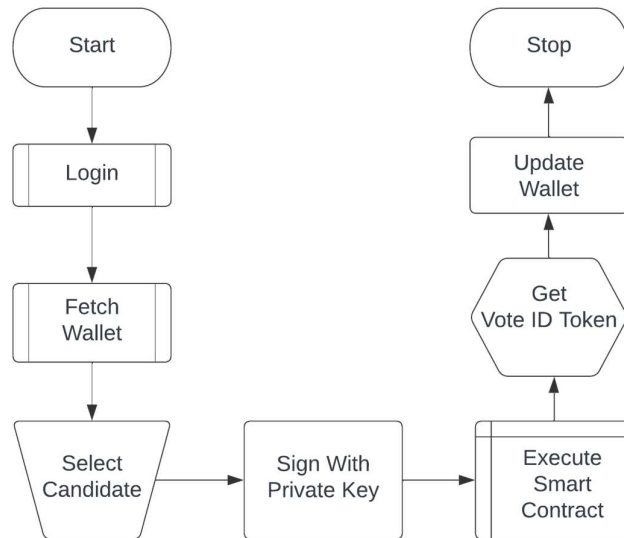 Start
Login
Fetch
Wallet
Select
Candidate
Sign With
Private Key
Execute
Smart
Contract
Get
Vote ID Token
Update
Wallet
Stop